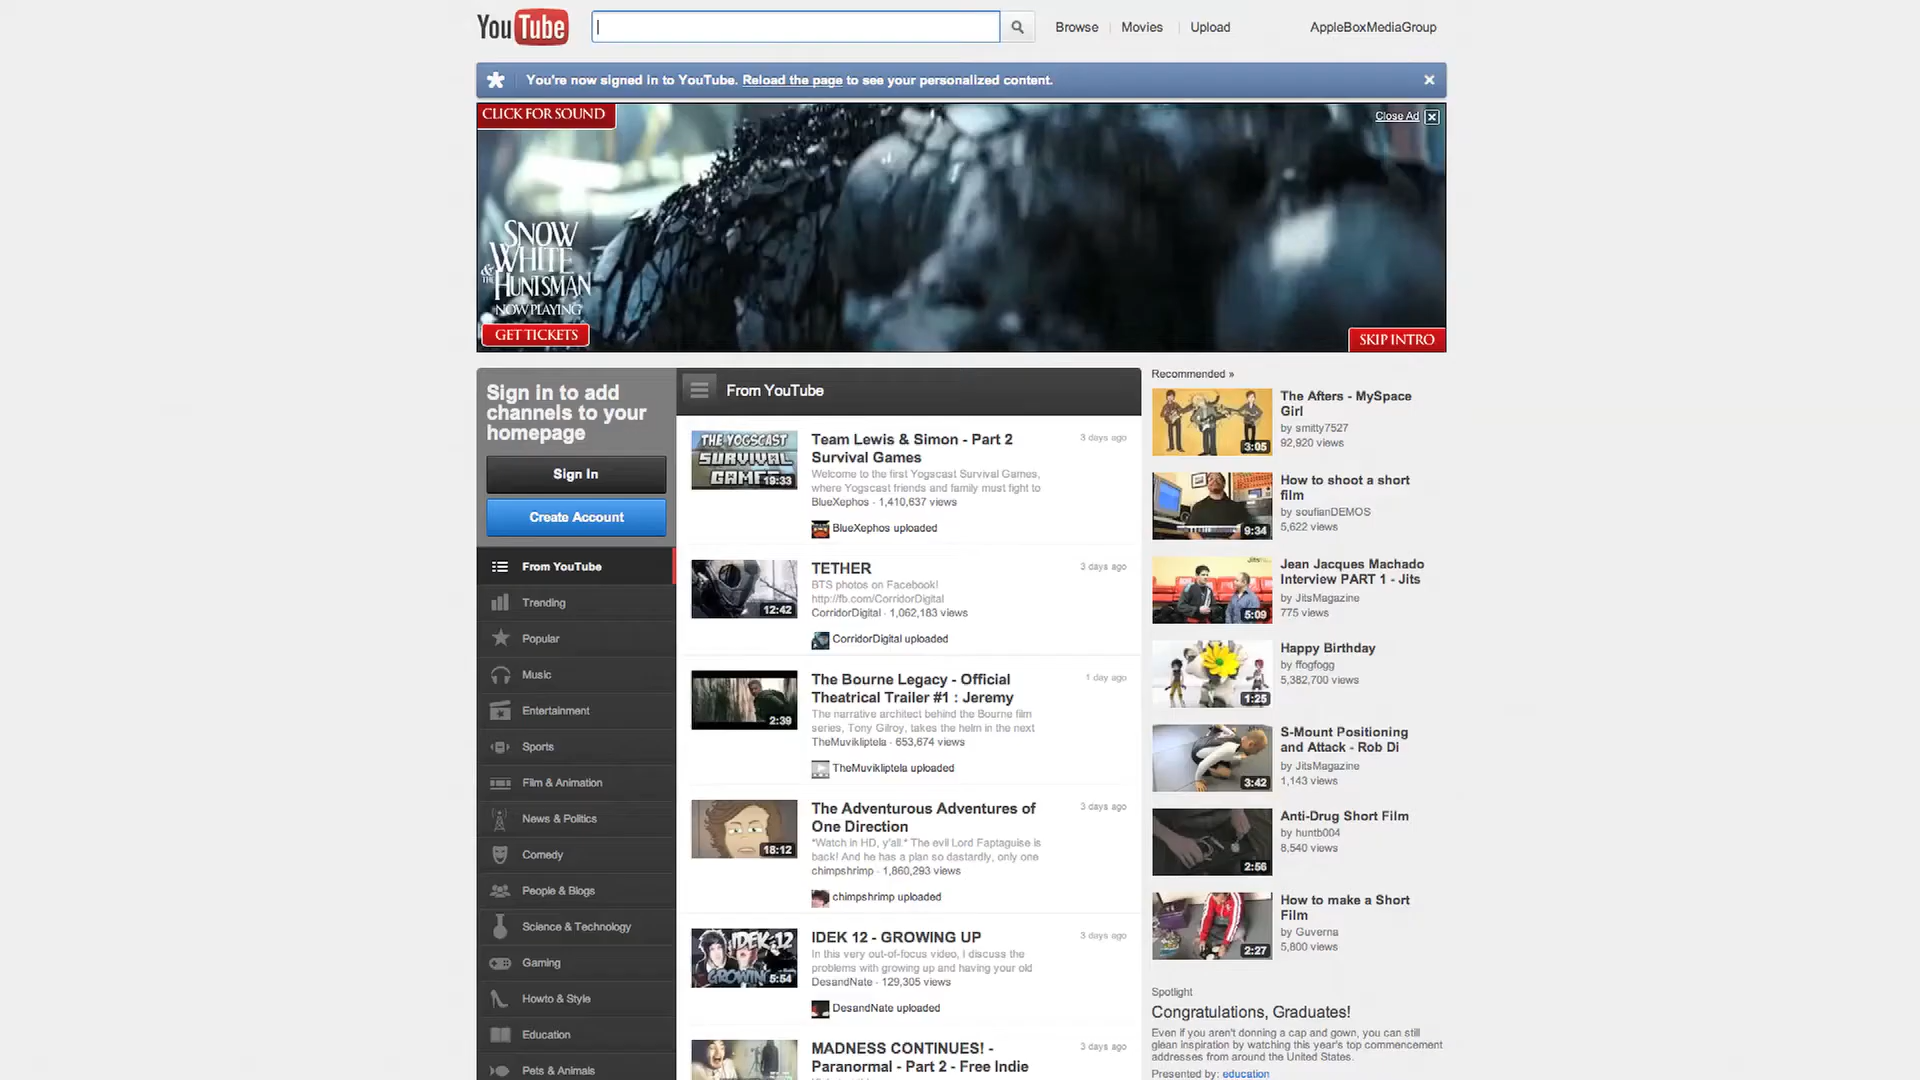 YouTube
Browse
Movies
Upload
AppleBoxMediaGroup
You're now signed in to YouTube. Reload the page to see your personalized content.
CLICK FOR SOUND
Close Ad
SNOW
WHITE
& THE HUNTSMAN
NOW PLAYING
GET TICKETS
SKIP INTRO
Sign in to add
channels to your
homepage
Sign In
Create Account
From YouTube
Trending
Popular
Music
Entertainment
Sports
Film & Animation
News & Politics
Comedy
People & Blogs
Science & Technology
Gaming
Howto & Style
Education
Pets & Animals
From YouTube
THE YOGSCAST
SURVIVAL
GAMES
19:33
Team Lewis & Simon - Part 2
Survival Games
3 days ago
Welcome to the first Yogscast Survival Games,
where Yogscast friends and family must fight to
BlueXephos · 1,410,637 views
BlueXephos uploaded
12:42
TETHER
3 days ago
BTS photos on Facebook!
http://fb.com/CorridorDigital
CorridorDigital · 1,062,183 views
CorridorDigital uploaded
2:39
The Bourne Legacy - Official
Theatrical Trailer #1 : Jeremy
1 day ago
The narrative architect behind the Bourne film
series, Tony Gilroy, takes the helm in the next
TheMuvikliptela · 653,674 views
TheMuvikliptela uploaded
18:12
The Adventurous Adventures of
One Direction
3 days ago
*Watch in HD, y'all.* The evil Lord Faptaguise is
back! And he has a plan so dastardly, only one
chimpshrimp · 1,860,293 views
chimpshrimp uploaded
IDEK 12
GROWING
5:54
IDEK 12 - GROWING UP
3 days ago
In this very out-of-focus video, I discuss the
problems with growing up and having your old
DesandNate · 129,305 views
DesandNate uploaded
MADNESS CONTINUES! -
Paranormal - Part 2 - Free Indie
3 days ago
Recommended »
3:05
The Afters - MySpace
Girl
by smitty7527
92,920 views
9:34
How to shoot a short
film
by soufianDEMOS
5,622 views
5:09
Jean Jacques Machado
Interview PART 1 - Jits
by JitsMagazine
775 views
1:25
Happy Birthday
by ffogfogg
5,382,700 views
3:42
S-Mount Positioning
and Attack - Rob Di
by JitsMagazine
1,143 views
2:56
Anti-Drug Short Film
by huntb004
8,540 views
2:27
How to make a Short
Film
by Guverna
5,800 views
Spotlight
Congratulations, Graduates!
Even if you aren't donning a cap and gown, you can still
glean inspiration by watching this year's top commencement
addresses from around the United States.
Presented by: education